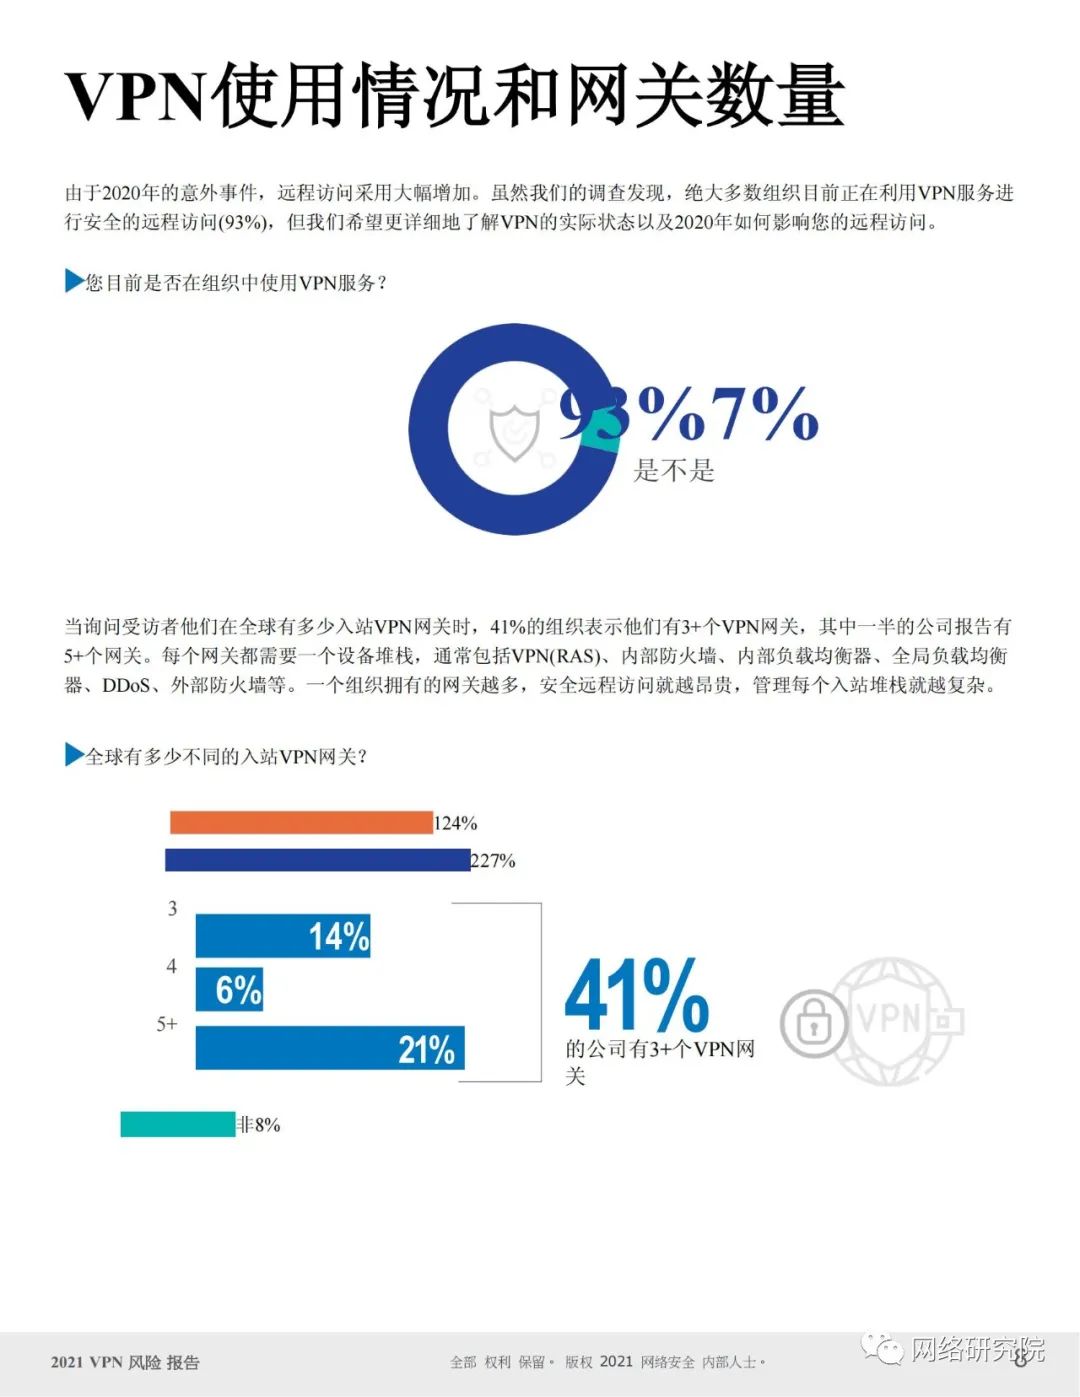 VPN使用情况和网关数量
由于2020年的意外事件，远程访问采用大幅增加。虽然我们的调查发现，绝大多数组织目前正在利用VPN服务进
行安全的远程访问(93%)，但我们希望更详细地了解VPN的实际状态以及2020年如何影响您的远程访问。
您目前是否在组织中使用VPN服务？
93%7%
是不是
当询问受访者他们在全球有多少入站VPN网关时，41%的组织表示他们有3+个VPN网关，其中一半的公司报告有
5+个网关。每个网关都需要一个设备堆栈，通常包括VPN(RAS)、内部防火墙、内部负载均衡器、全局负载均衡
器、DDoS、外部防火墙等。一个组织拥有的网关越多，安全远程访问就越昂贵，管理每个入站堆栈就越复杂。
全球有多少不同的入站VPN网关？
124%
227%
3
14%
4
6%
5+
21%
41%
的公司有3+个VPN网
关
VPN
非8%
2021 VPN 风险 报告
全部 权利 保留。 版权 2021 网络安全 内部人士。
8
网络研究院